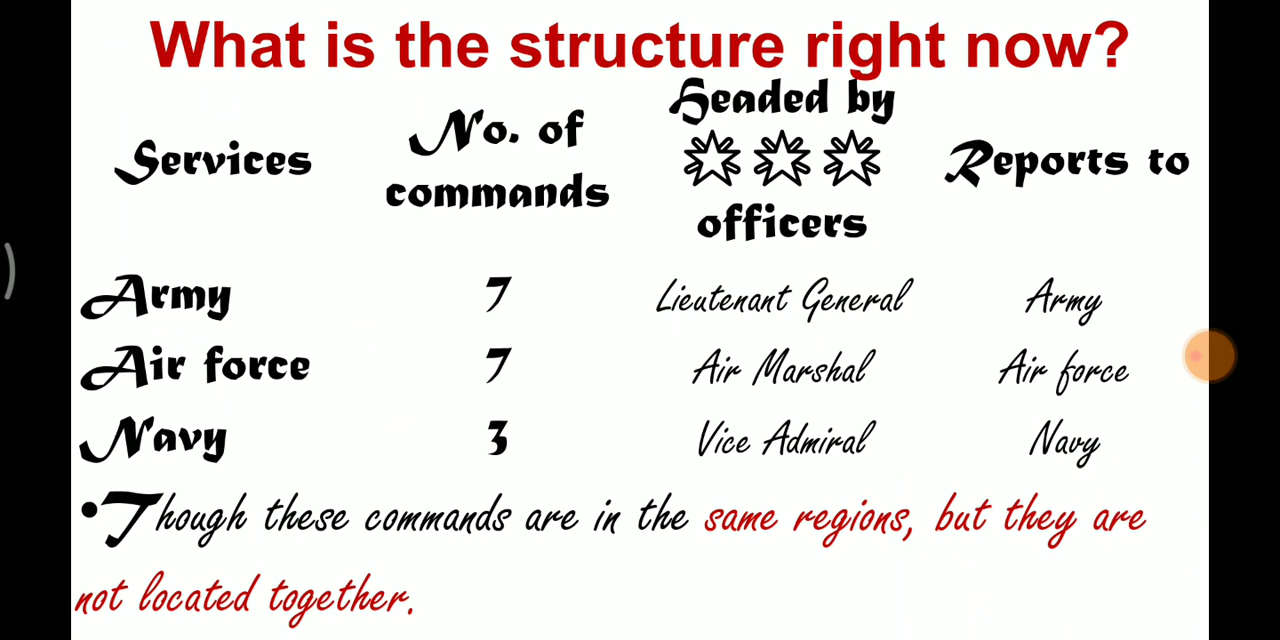 What is the structure right now?
Services No. of commands Headed by officers Reports to
Army 7 Lieutenant General Army
Air force 7 Air Marshal Air force
Navy 3 Vice Admiral Navy
•Though these commands are in the same regions, but they are
not located together.